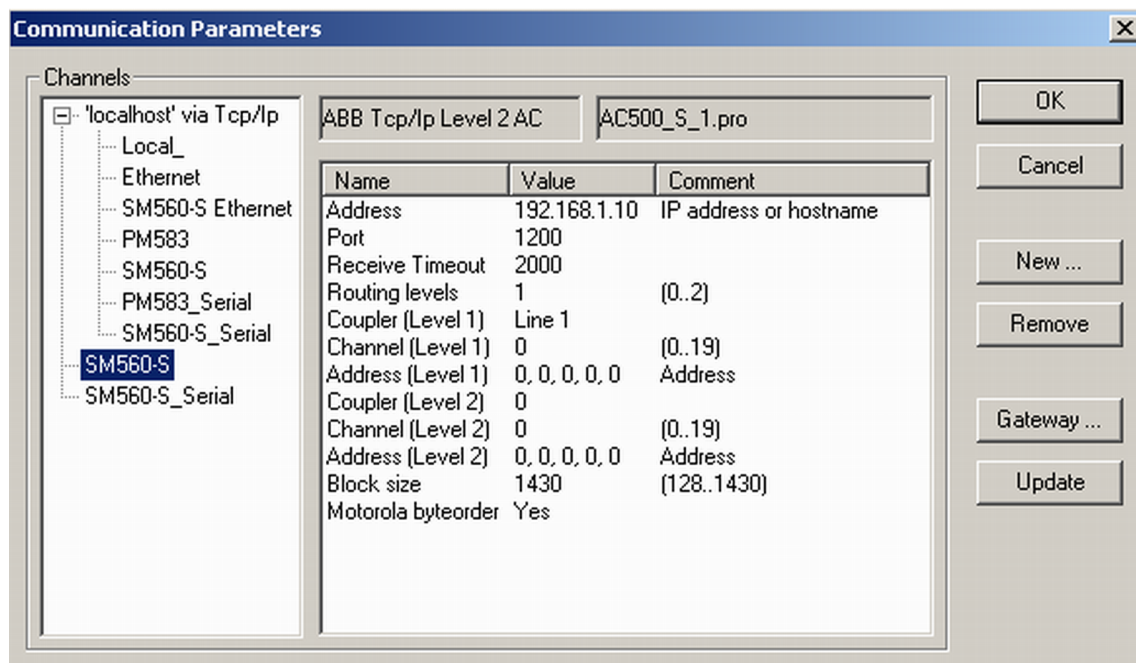 Communication Parameters
Channels
'localhost' via Tcp/Ip
Local_
Ethernet
SM560-S Ethernet
PM583
SM560-S
PM583_Serial
SM560-S_Serial
SM560-S
SM560-S_Serial
ABB Tcp/Ip Level 2 AC AC500_S_1.pro
Name Value Comment
Address 192.168.1.10 IP address or hostname
Port 1200
Receive Timeout 2000
Routing levels 1 (0..2)
Coupler (Level 1) Line 1
Channel (Level 1) 0 (0..19)
Address (Level 1) 0, 0, 0, 0, 0 Address
Coupler (Level 2) 0
Channel (Level 2) 0 (0..19)
Address (Level 2) 0, 0, 0, 0, 0 Address
Block size 1430 (128..1430)
Motorola byteorder Yes
OK
Cancel
New ...
Remove
Gateway ...
Update